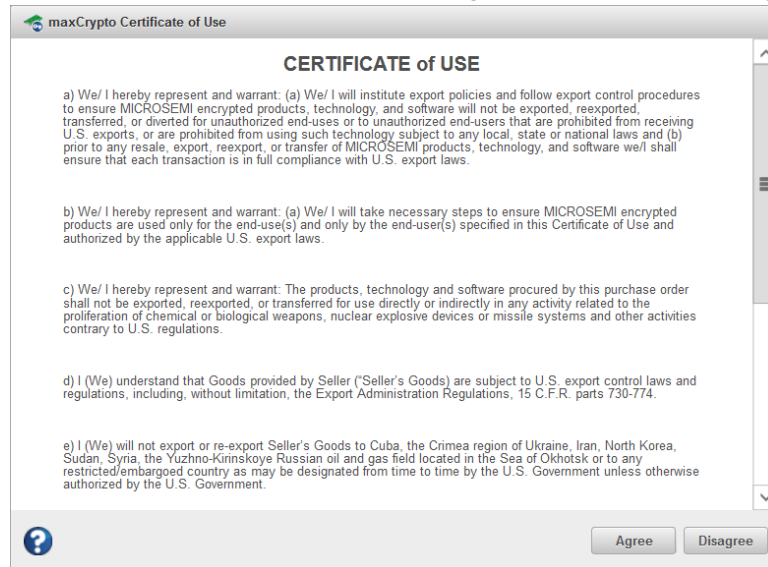 maxCrypto Certificate of Use
CERTIFICATE of USE
a) We/ I hereby represent and warrant: (a) We/ I will institute export policies and follow export control procedures
to ensure MICROSEMI encrypted products, technology, and software will not be exported, reexported,
transferred, or diverted for unauthorized end-uses or to unauthorized end-users that are prohibited from receiving
U.S. exports, or are prohibited from using such technology subject to any local, state or national laws and (b)
prior to any resale, export, reexport, or transfer of MICROSEMI products, technology, and software we/I shall
ensure that each transaction is in full compliance with U.S. export laws.
b) We/ I hereby represent and warrant: (a) We/ I will take necessary steps to ensure MICROSEMI encrypted
products are used only for the end-use(s) and only by the end-user(s) specified in this Certificate of Use and
authorized by the applicable U.S. export laws.
c) We/ I hereby represent and warrant: The products, technology and software procured by this purchase order
shall not be exported, reexported, or transferred for use directly or indirectly in any activity related to the
proliferation of chemical or biological weapons, nuclear explosive devices or missile systems and other activities
contrary to U.S. regulations.
d) I (We) understand that Goods provided by Seller (“Seller’s Goods) are subject to U.S. export control laws and
regulations, including, without limitation, the Export Administration Regulations, 15 C.F.R. parts 730-774.
e) I (We) will not export or re-export Seller’s Goods to Cuba, the Crimea region of Ukraine, Iran, North Korea,
Sudan, Syria, the Yuzhno-Kirinskoye Russian oil and gas field located in the Sea of Okhotsk or to any
restricted/embargoed country as may be designated from time to time by the U.S. Government unless otherwise
authorized by the U.S. Government.
?
Agree Disagree